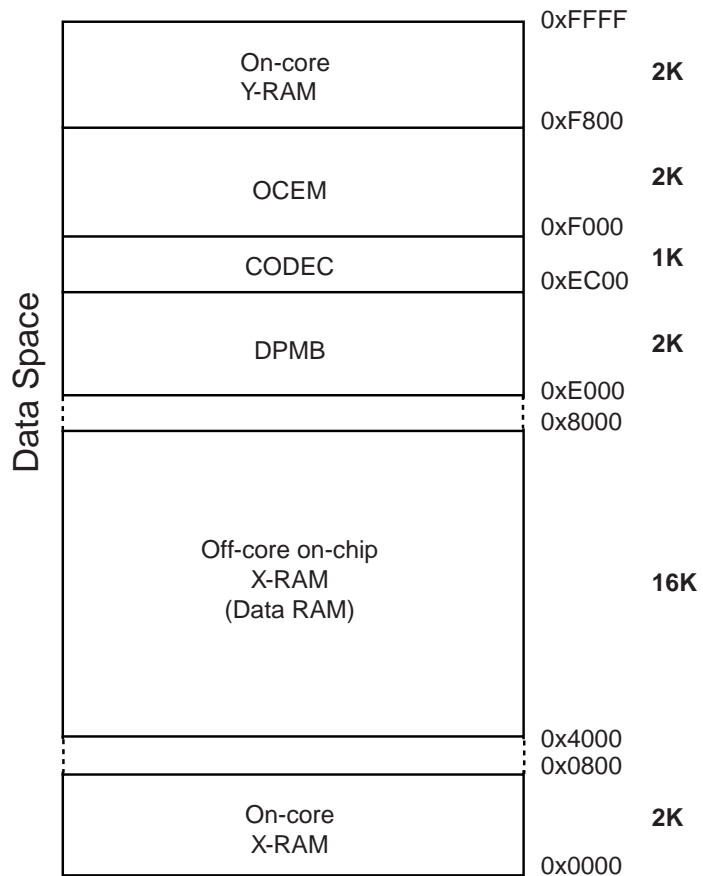 0xFFFF
On-core
Y-RAM
2K
0xF800
OCEM
2K
0xF000
CODEC
1K
0xEC00
DPMB
2K
0xE000
0x8000
Data Space
Off-core on-chip
X-RAM
(Data RAM)
16K
0x4000
0x0800
On-core
X-RAM
2K
0x0000